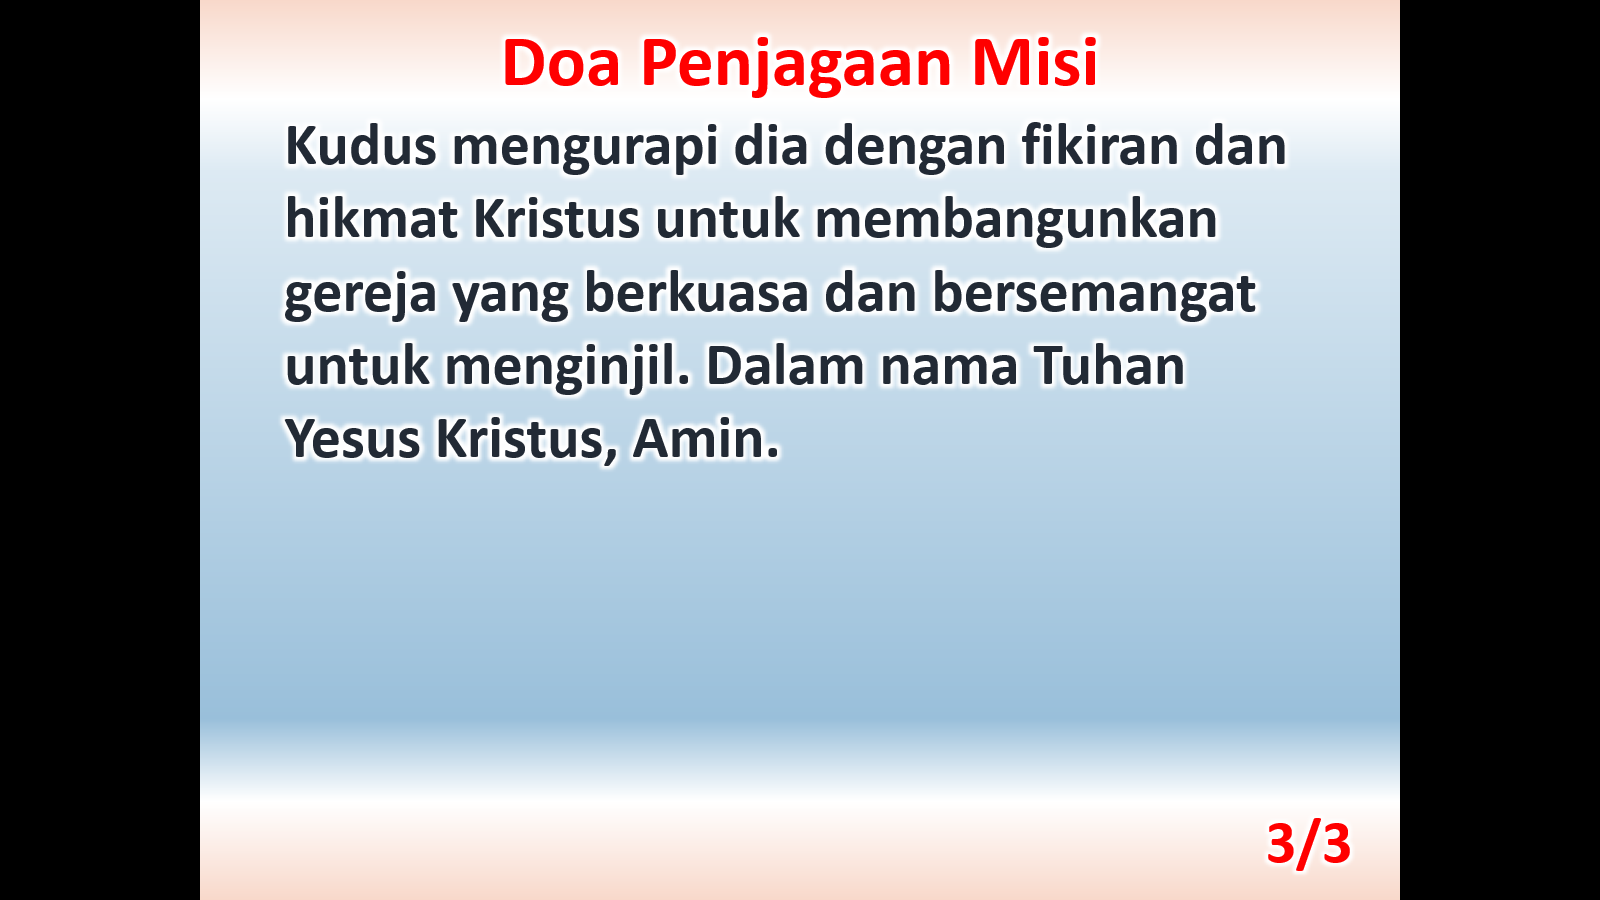 Doa Penjagaan Misi
Kudus mengurapi dia dengan fikiran dan
hikmat Kristus untuk membangunkan
gereja yang berkuasa dan bersemangat
untuk menginjil. Dalam nama Tuhan
Yesus Kristus, Amin.
3/3